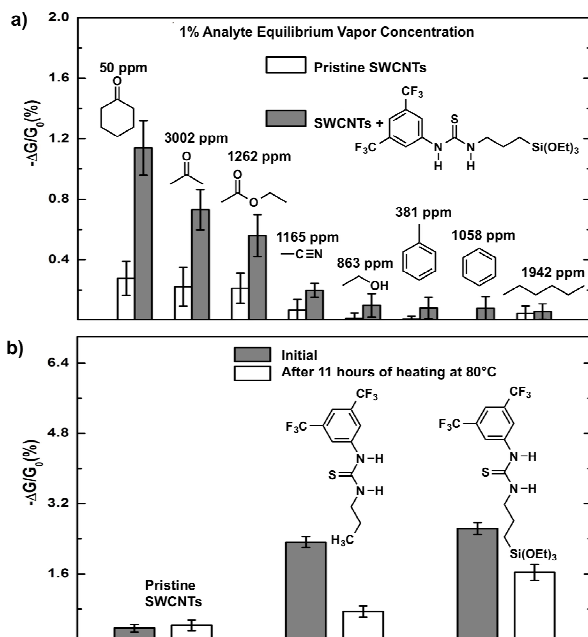 a)
1% Analyte Equilibrium Vapor Concentration
-ΔG/G₀(%)
2.0
1.6
1.2
0.8
0.4
50 ppm
O
Pristine SWCNTs
SWCNTs +
CF₃
F₃C
S
N
H
N
H
Si(OEt)₃
3002 ppm
O
1262 ppm
O
O
1165 ppm
C≡N
863 ppm
OH
381 ppm
1058 ppm
1942 ppm
b)
-ΔG/G₀(%)
6.4
4.8
3.2
1.6
Initial
After 11 hours of heating at 80°C
Pristine
SWCNTs
CF₃
F₃C
N-H
S
N-H
H₃C
CF₃
F₃C
N-H
S
N-H
Si(OEt)₃